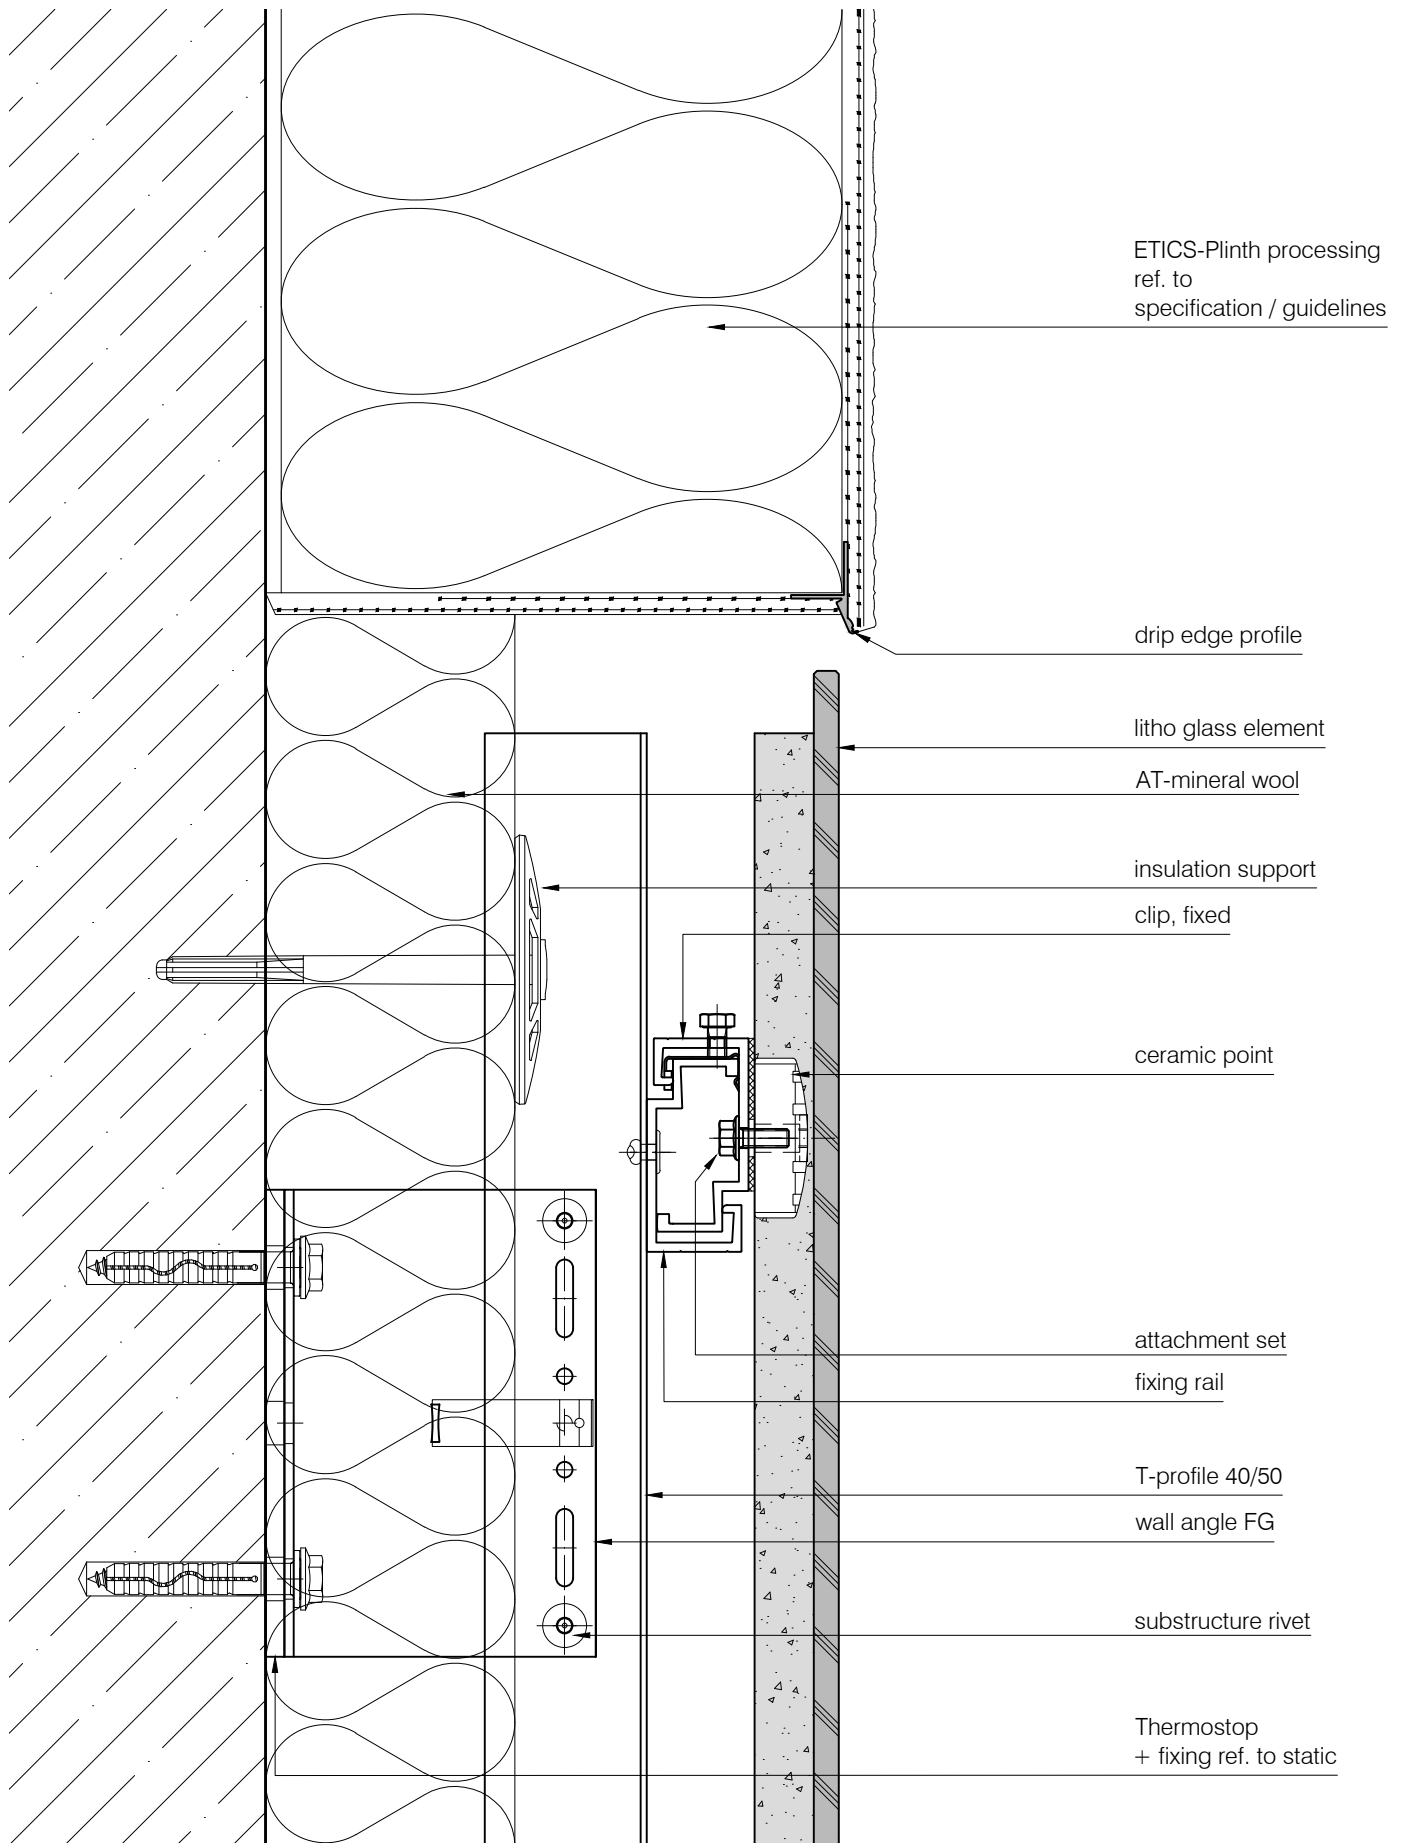 ETICS-Plinth processing
ref. to
specification / guidelines
drip edge profile
litho glass element
AT-mineral wool
insulation support
clip, fixed
ceramic point
attachment set
fixing rail
T-profile 40/50
wall angle FG
substructure rivet
Thermostop
+ fixing ref. to static